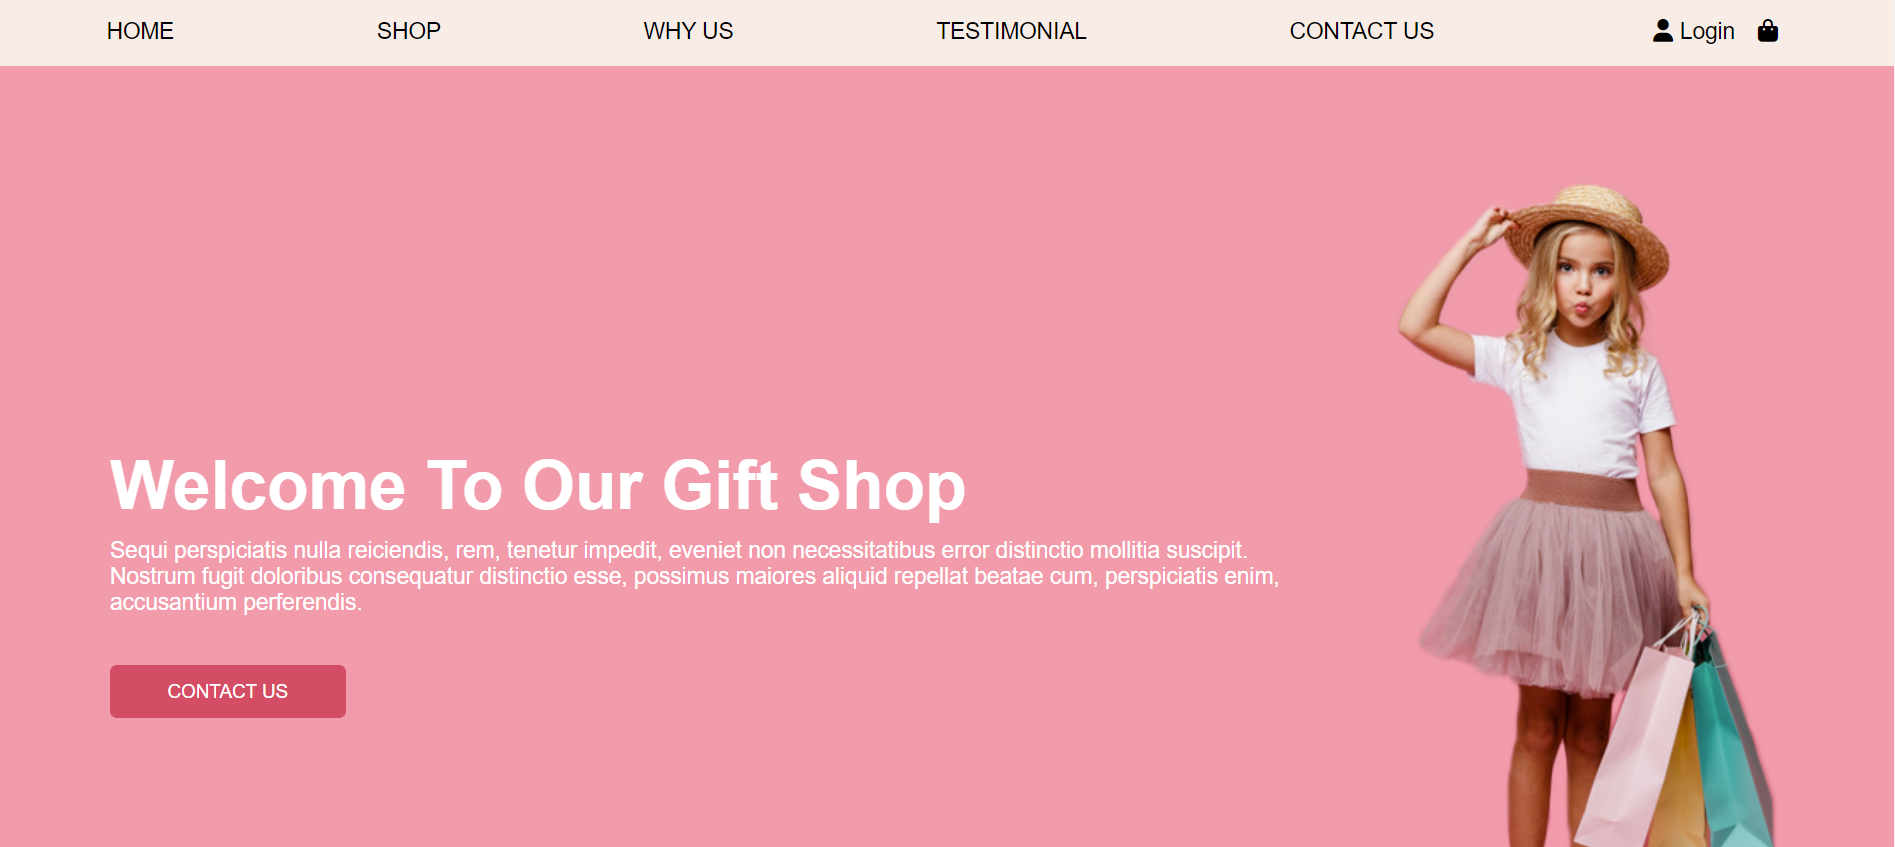 HOME SHOP WHY US TESTIMONIAL CONTACT US Login
Welcome To Our Gift Shop
Sequi perspiciatis nulla reiciendis, rem, tenetur impedit, eveniet non necessitatibus error distinctio mollitia suscipit.
Nostrum fugit doloribus consequatur distinctio esse, possimus maiores aliquid repellat beatae cum, perspiciatis enim,
accusantium perferendis.
CONTACT US